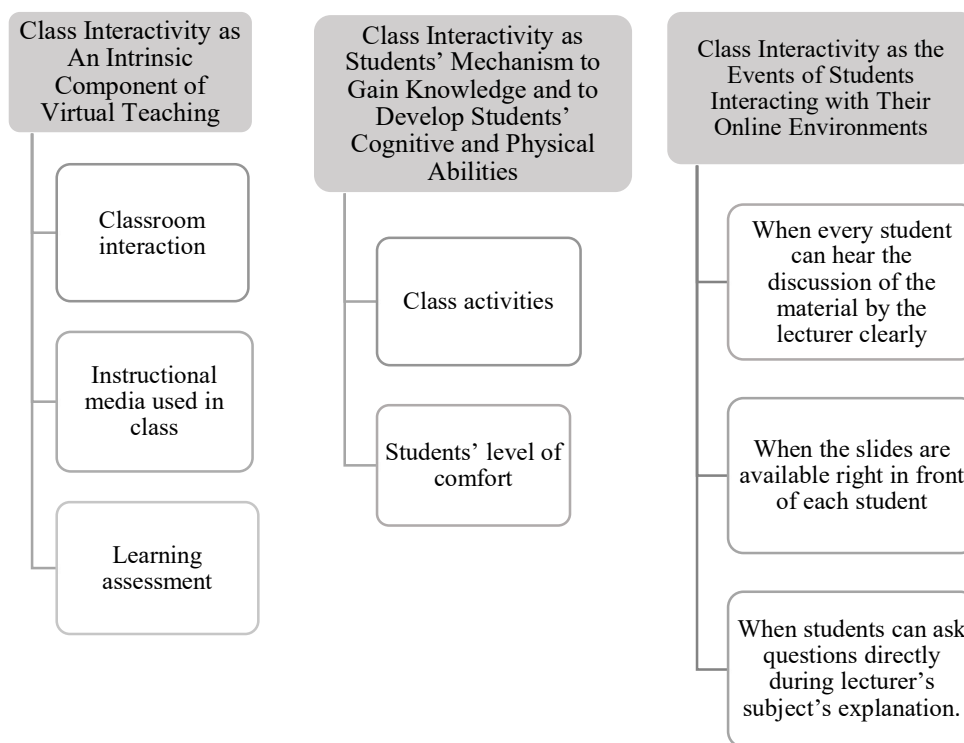 Class Interactivity as
An Intrinsic
Component of
Virtual Teaching
Classroom
interaction
Instructional
media used in
class
Learning
assessment
Class Interactivity as
Students’ Mechanism to
Gain Knowledge and to
Develop Students’
Cognitive and Physical
Abilities
Class activities
Students’ level of
comfort
Class Interactivity as the
Events of Students
Interacting with Their
Online Environments
When every student
can hear the
discussion of the
material by the
lecturer clearly
When the slides are
available right in front
of each student
When students can ask
questions directly
during lecturer’s
subject’s explanation.